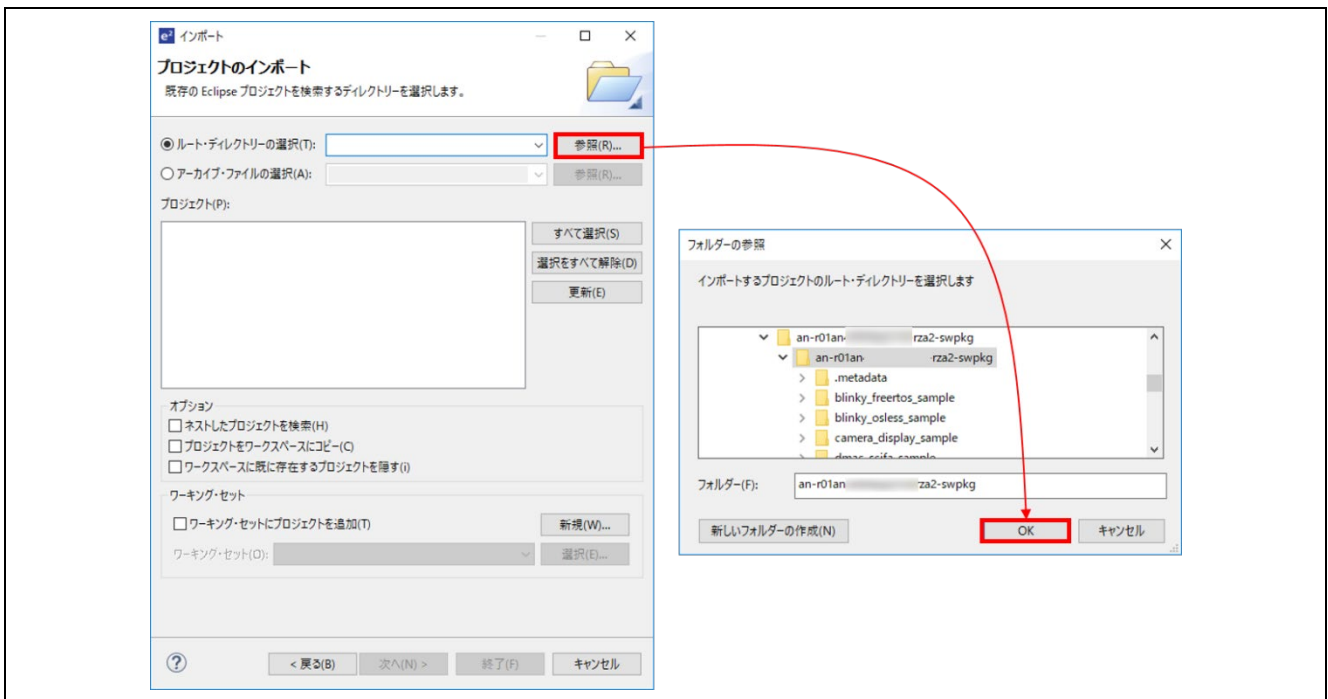 e² インポート
プロジェクトのインポート
既存の Eclipse プロジェクトを検索するディレクトリーを選択します。
ルート・ディレクトリーの選択(T):
参照(R)...
アーカイブ・ファイルの選択(A):
参照(R)...
プロジェクト(P):
すべて選択(S)
選択をすべて解除(D)
更新(E)
オプション
ネストしたプロジェクトを検索(H)
プロジェクトをワークスペースにコピー(C)
ワークスペースに既に存在するプロジェクトを隠す(i)
ワーキング・セット
ワーキング・セットにプロジェクトを追加(T)
新規(W)...
ワーキング・セット(O):
選択(E)...
?
< 戻る(B)
次へ(N) >
終了(F)
キャンセル
フォルダーの参照
インポートするプロジェクトのルート・ディレクトリーを選択します
an-r01an- rza2-swpkg
an-r01an- -rza2-swpkg
.metadata
blinky_freertos_sample
blinky_osless_sample
camera_display_sample
dmac_scifa_sample
フォルダー(F):
an-r01an za2-swpkg
新しいフォルダーの作成(N)
OK
キャンセル